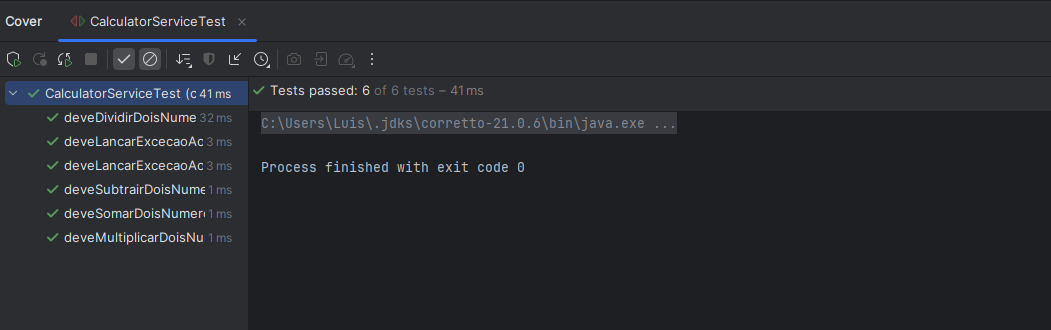 Cover CalculatorServiceTest
Tests passed: 6 of 6 tests – 41 ms
CalculatorServiceTest (c 41 ms
deveDividirDoisNume 32 ms
deveLancarExcecaoAc 3 ms
deveLancarExcecaoAc 3 ms
deveSubtrairDoisNume 1 ms
deveSomarDoisNumer 1 ms
deveMultiplicarDoisNu 1 ms
C:\Users\Luis\.jdks\corretto-21.0.6\bin\java.exe ...
Process finished with exit code 0